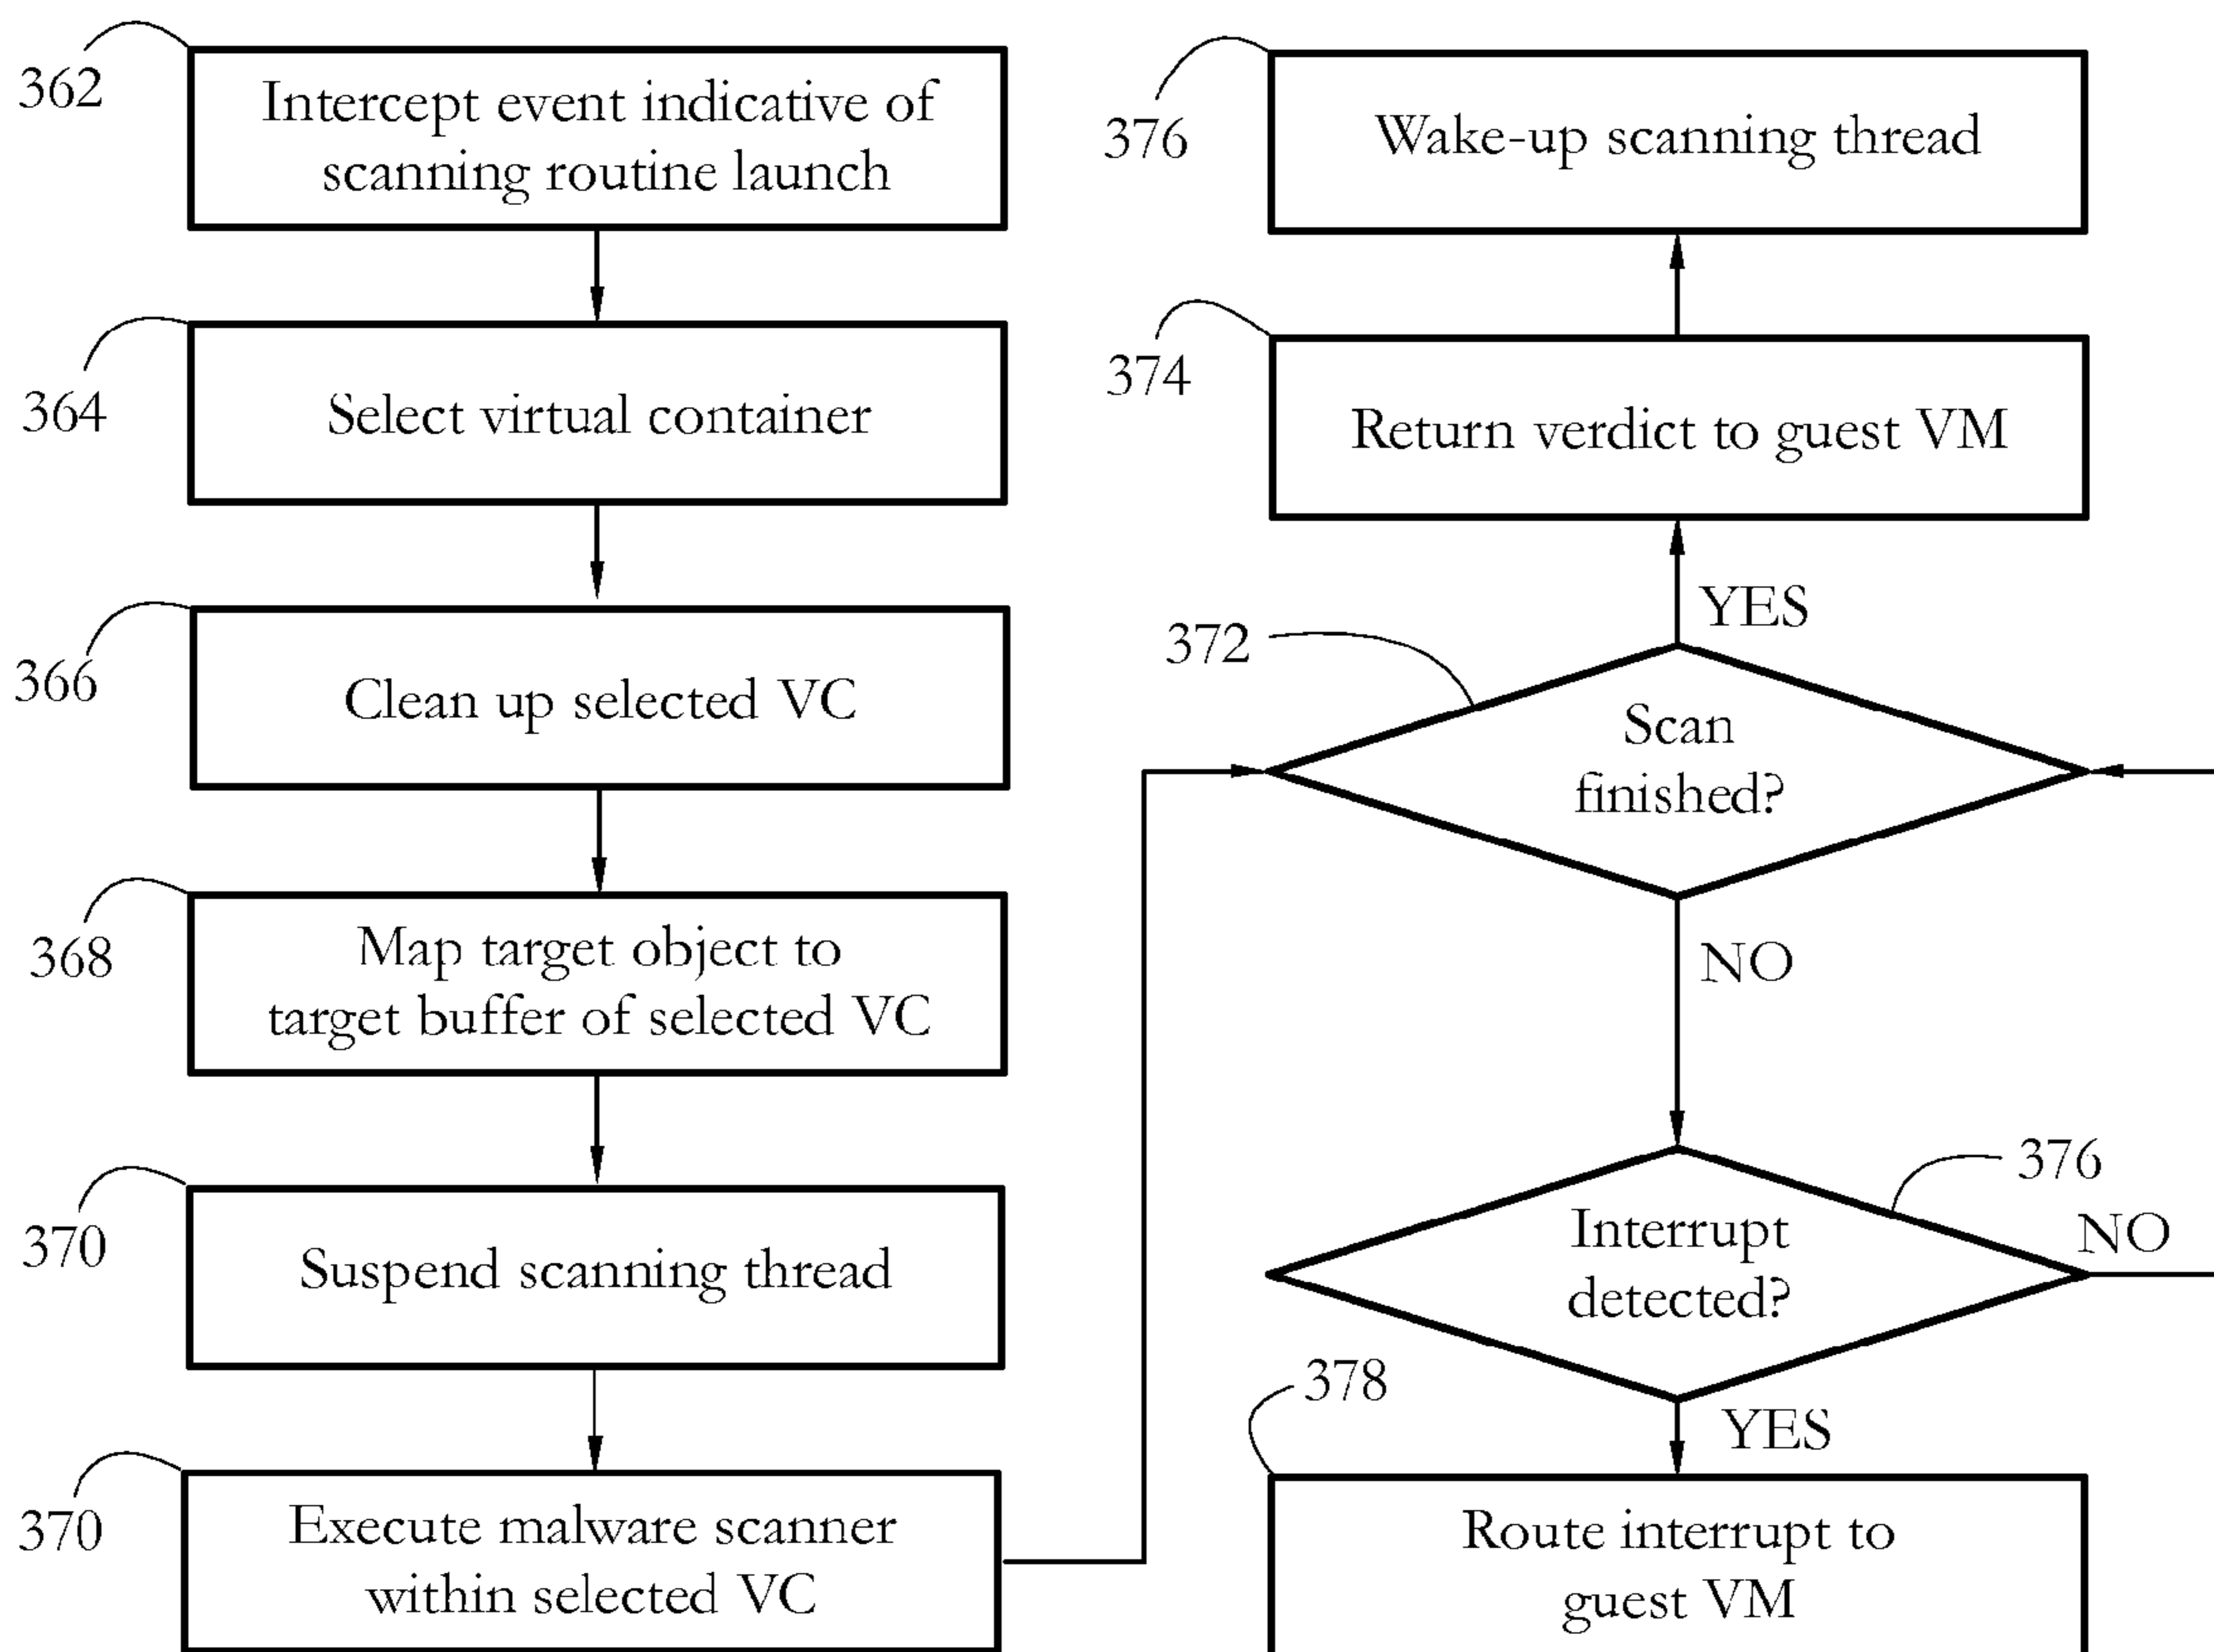 362
Intercept event indicative of
scanning routine launch
364
Select virtual container
366
Clean up selected VC
368
Map target object to
target buffer of selected VC
370
Suspend scanning thread
370
Execute malware scanner
within selected VC
376
Wake-up scanning thread
374
Return verdict to guest VM
YES
372
Scan
finished?
NO
376
Interrupt
detected?
NO
YES
378
Route interrupt to
guest VM